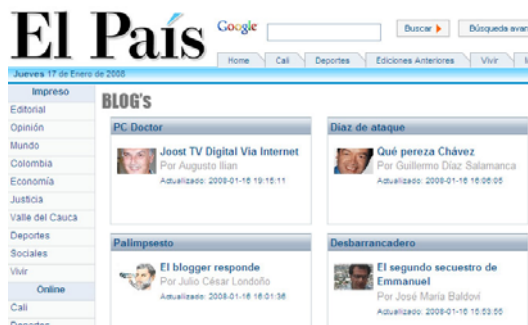 El País
Google
Buscar
Búsqueda avan
Home
Cali
Deportes
Ediciones Anteriores
Vivir
Jueves 17 de Enero de 2008
Impreso
Editorial
Opinión
Mundo
Colombia
Economía
Justicia
Valle del Cauca
Deportes
Sociales
Vivir
Online
Cali
Deportes
BLOG's
PC Doctor
Joost TV Digital Vía Internet
Por Augusto Ilian
Actualizado: 2008-01-16 19:15:11
Díaz de ataque
Qué pereza Chávez
Por Guillermo Díaz Salamanca
Actualizado: 2008-01-16 16:06:05
Palimpsesto
El blogger responde
Por Julio César Londoño
Actualizado: 2008-01-16 16:01:36
Desbarrancadero
El segundo secuestro de
Emmanuel
Por José María Baldoví
Actualizado: 2008-01-16 15:53:55